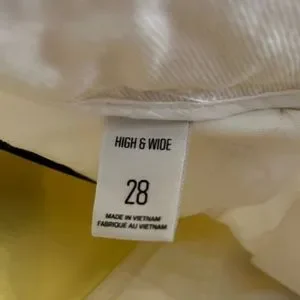 HIGH & WIDE
28
MADE IN VIETNAM
FABRIQUÉ AU VIETNAM